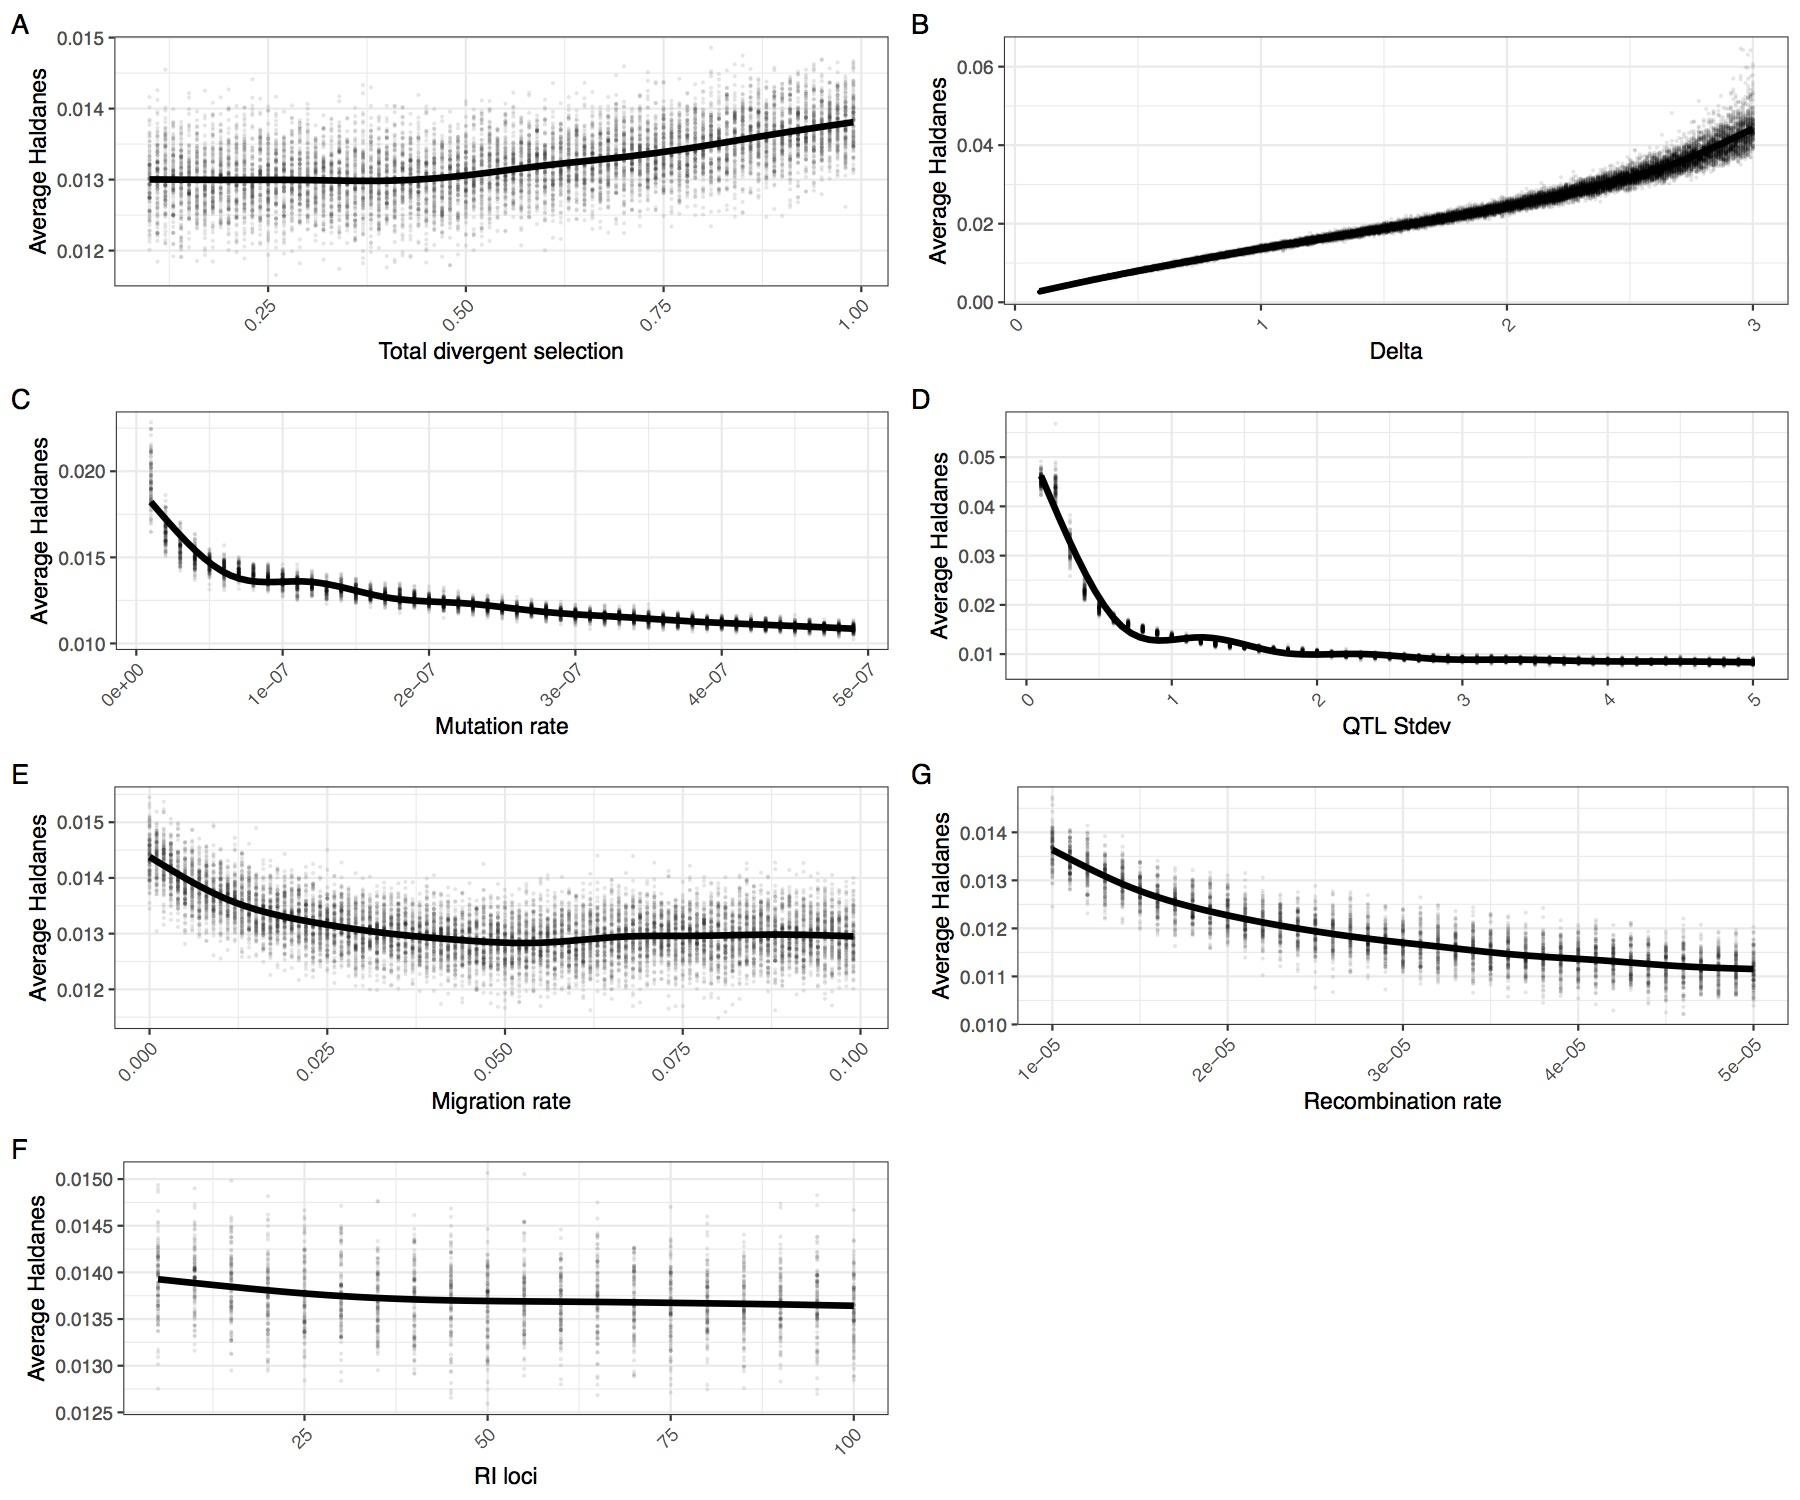 A
Average Haldanes
0.015
0.014
0.013
0.012
0.25
0.50
0.75
1.00
Total divergent selection
B
Average Haldanes
0.06
0.04
0.02
0.00
0
1
2
3
Delta
C
Average Haldanes
0.020
0.015
0.010
0e+00
1e−07
2e−07
3e−07
4e−07
5e−07
Mutation rate
D
Average Haldanes
0.05
0.04
0.03
0.02
0.01
0
1
2
3
4
5
QTL Stdev
E
Average Haldanes
0.015
0.014
0.013
0.012
0.000
0.025
0.050
0.075
0.100
Migration rate
G
Average Haldanes
0.014
0.013
0.012
0.011
0.010
1e−05
2e−05
3e−05
4e−05
5e−05
Recombination rate
F
Average Haldanes
0.0150
0.0145
0.0140
0.0135
0.0130
0.0125
25
50
75
100
RI loci